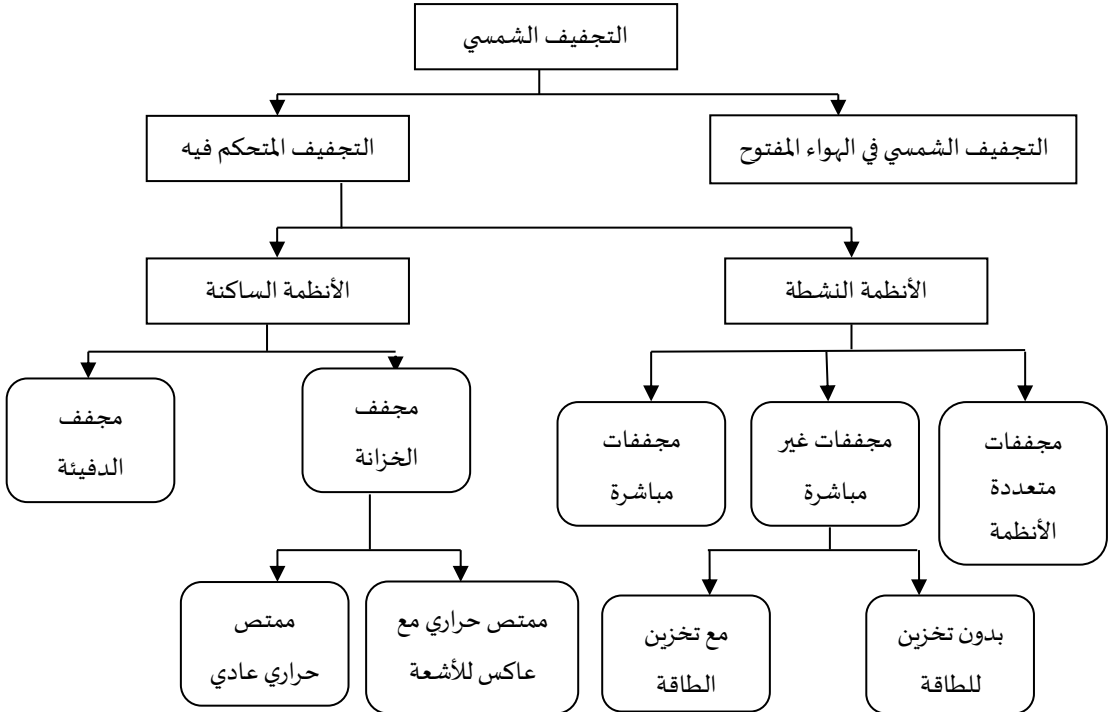 التجفيف الشمسي
التجفيف الشمسي في الهواء المفتوح
التجفيف المتحكم فيه
الأنظمة النشطة
الأنظمة الساكنة
مجففات
متعددة
الأنظمة
مجففات غير
مباشرة
مجففات
مباشرة
مجفف
الخزانة
مجفف
الدفيئة
بدون تخزين
للطاقة
مع تخزين
الطاقة
ممتص حراري مع
عاكس للأشعة
ممتص
حراري عادي